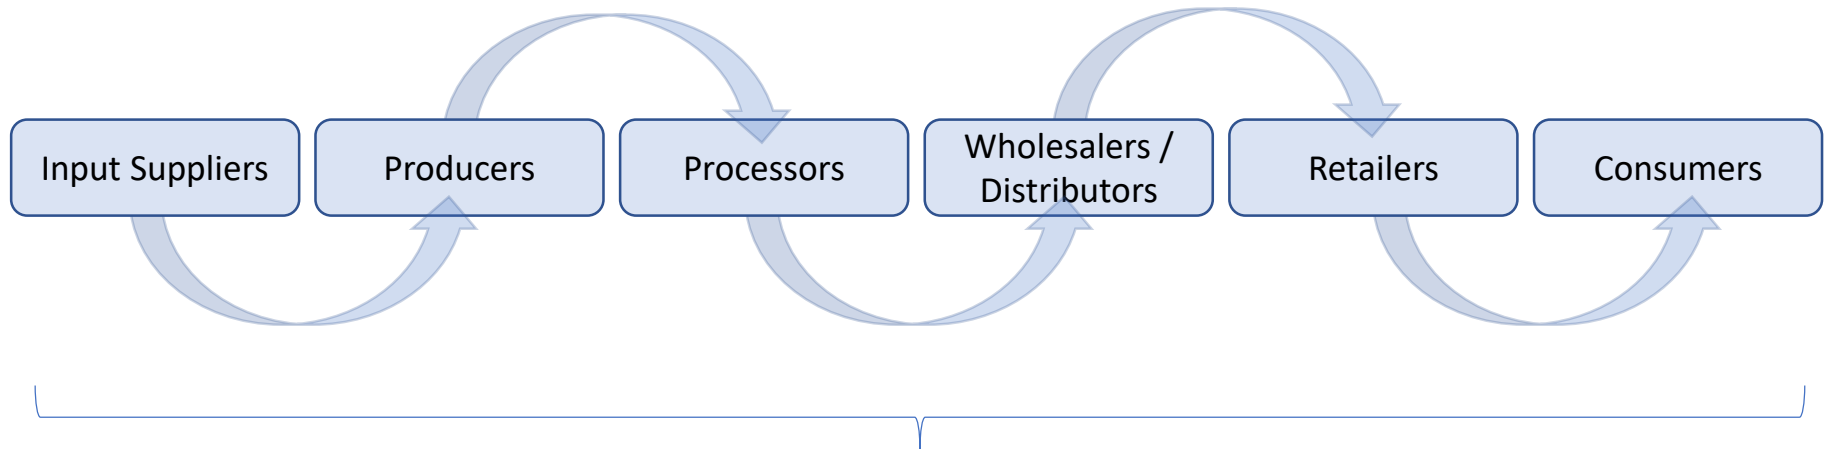 Input Suppliers
Producers
Processors
Wholesalers /
Distributors
Retailers
Consumers